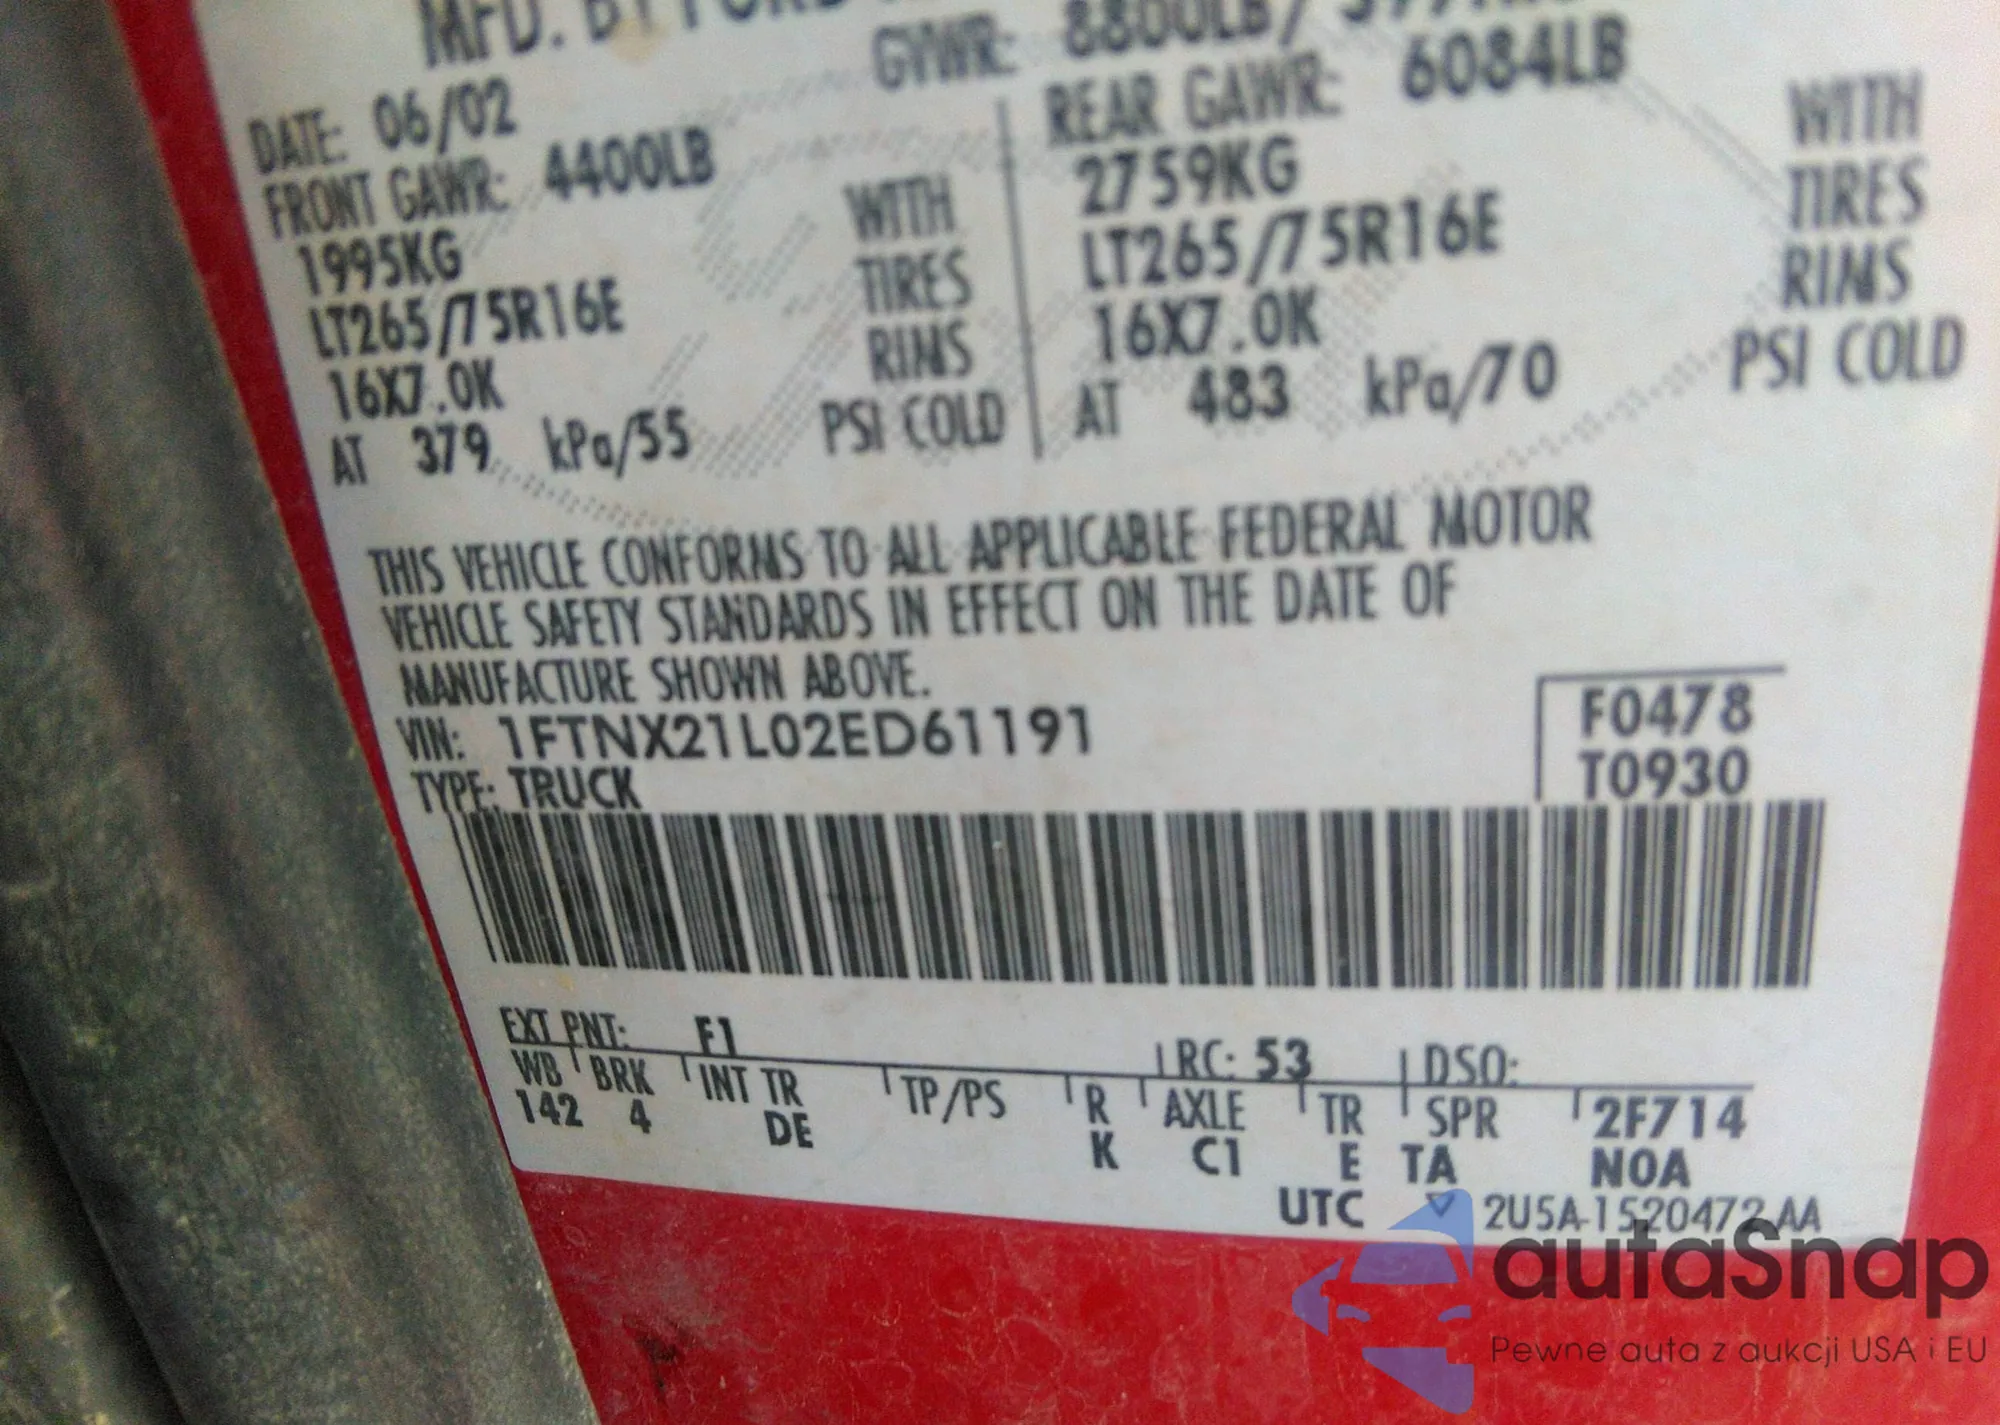 MFD. BY FORD
GVWR: 8800LB/
DATE: 06/02
FRONT GAWR: 4400LB
1995KG WITH
LT265/75R16E TIRES
16X7.0K RIMS
AT 379 kPa/55 PSI COLD
REAR GAWR: 6084LB
2759KG WITH
LT265/75R16E TIRES
16X7.0K RIMS
AT 483 kPa/70 PSI COLD
THIS VEHICLE CONFORMS TO ALL APPLICABLE FEDERAL MOTOR
VEHICLE SAFETY STANDARDS IN EFFECT ON THE DATE OF
MANUFACTURE SHOWN ABOVE.
VIN: 1FTNX21L02ED61191
TYPE: TRUCK
F0478
T0930
EXT PNT: F1 RC: 53 DSO:
WB BRK INT TR TP/PS R AXLE TR SPR 2F714
142 4 DE K C1 E TA NOA
UTC 2U5A-1520472-AA
autaSnap
Pewne auta z aukcji USA i EU